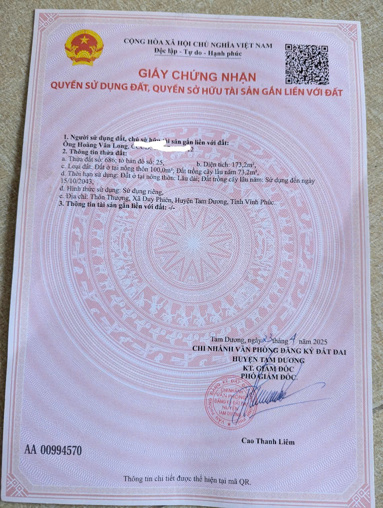 CỘNG HÒA XÃ HỘI CHỦ NGHĨA VIỆT NAM
Độc lập - Tự do - Hạnh phúc
GIẤY CHỨNG NHẬN
QUYỀN SỬ DỤNG ĐẤT, QUYỀN SỞ HỮU TÀI SẢN GẮN LIỀN VỚI ĐẤT
1. Người sử dụng đất, chủ sở hữu tài sản gắn liền với đất:
Ông Hoàng Văn Long,
2. Thông tin thửa đất:
a. Thửa đất số: 686, tờ bản đồ số: 25, b. Diện tích: 173,2m²,
c. Loại đất: Đất ở tại nông thôn 100,0m²; Đất trồng cây lâu năm 73,2m²,
d. Thời hạn sử dụng: Đất ở tại nông thôn: Lâu dài; Đất trồng cây lâu năm: Sử dụng đến ngày
15/10/2043,
đ. Hình thức sử dụng: Sử dụng riêng,
e. Địa chỉ: Thôn Thượng, Xã Duy Phiên, Huyện Tam Dương, Tỉnh Vĩnh Phúc.
3. Thông tin tài sản gắn liền với đất: -/-
Tam Dương, ngày tháng 4 năm 2025
CHI NHÁNH VĂN PHÒNG ĐĂNG KÝ ĐẤT ĐAI
HUYỆN TAM DƯƠNG
KT. GIÁM ĐỐC
PHÓ GIÁM ĐỐC
Cao Thanh Liêm
AA 00994570
Thông tin chi tiết được thể hiện tại mã QR.